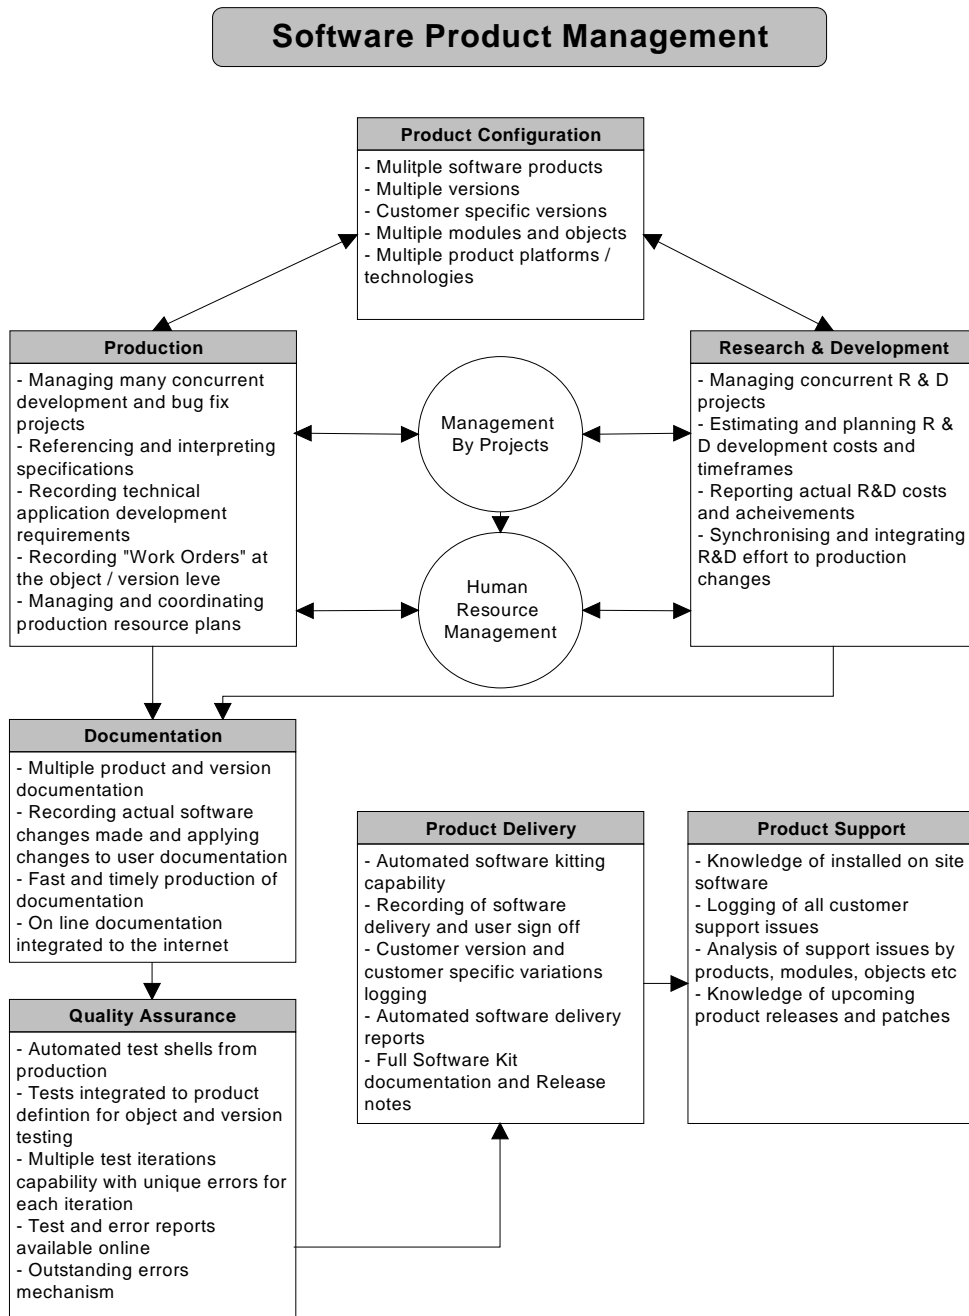 Software Product Management
Product Configuration
- Mulitple software products
- Multiple versions
- Customer specific versions
- Multiple modules and objects
- Multiple product platforms /
technologies
Production
- Managing many concurrent
development and bug fix
projects
- Referencing and interpreting
specifications
- Recording technical
application development
requirements
- Recording "Work Orders" at
the object / version leve
- Managing and coordinating
production resource plans
Management
By Projects
Human
Resource
Management
Research & Development
- Managing concurrent R & D
projects
- Estimating and planning R &
D development costs and
timeframes
- Reporting actual R&D costs
and acheivements
- Synchronising and integrating
R&D effort to production
changes
Documentation
- Multiple product and version
documentation
- Recording actual software
changes made and applying
changes to user documentation
- Fast and timely production of
documentation
- On line documentation
integrated to the internet
Quality Assurance
- Automated test shells from
production
- Tests integrated to product
defintion for object and version
testing
- Multiple test iterations
capability with unique errors for
each iteration
- Test and error reports
available online
- Outstanding errors
mechanism
Product Delivery
- Automated software kitting
capability
- Recording of software
delivery and user sign off
- Customer version and
customer specific variations
logging
- Automated software delivery
reports
- Full Software Kit
documentation and Release
notes
Product Support
- Knowledge of installed on site
software
- Logging of all customer
support issues
- Analysis of support issues by
products, modules, objects etc
- Knowledge of upcoming
product releases and patches